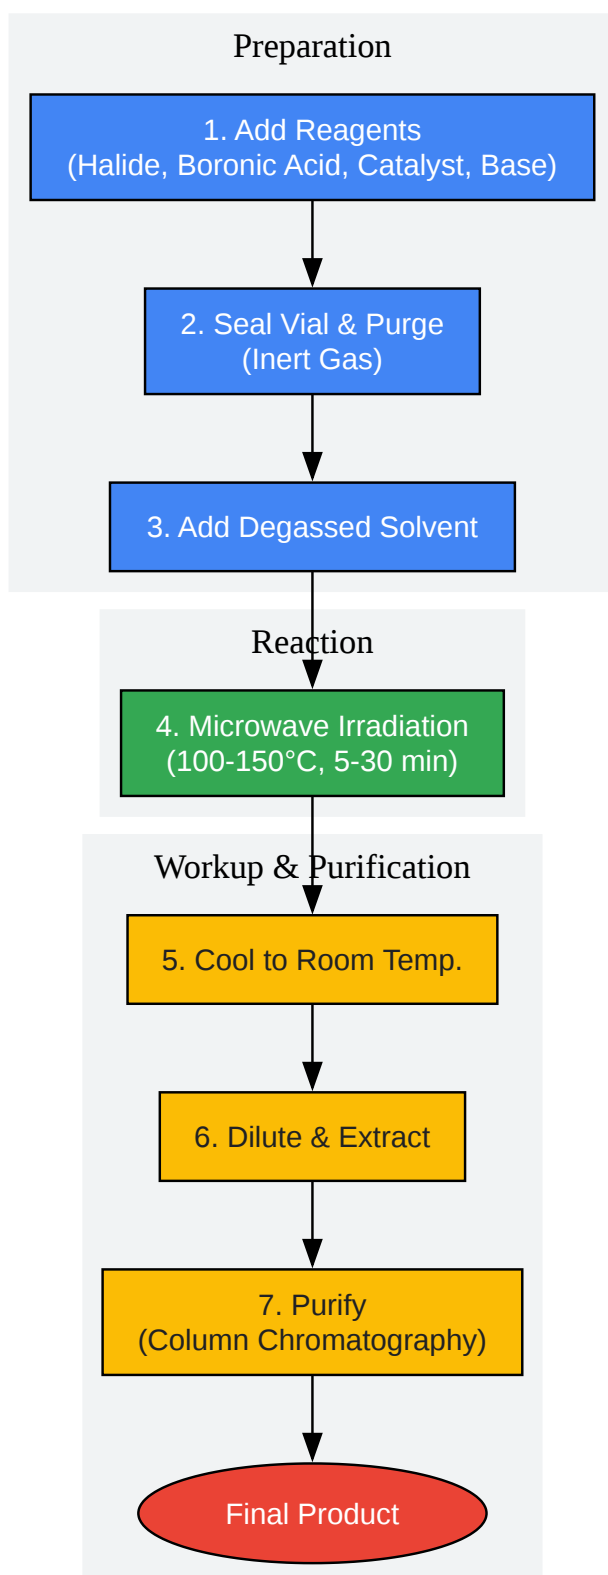 Preparation
1. Add Reagents
(Halide, Boronic Acid, Catalyst, Base)
2. Seal Vial & Purge
(Inert Gas)
3. Add Degassed Solvent
Reaction
4. Microwave Irradiation
(100-150°C, 5-30 min)
Workup & Purification
5. Cool to Room Temp.
6. Dilute & Extract
7. Purify
(Column Chromatography)
Final Product